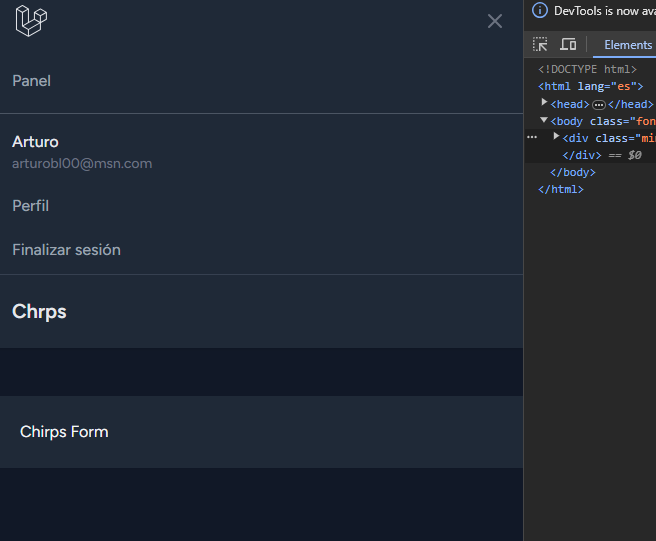 Panel
Arturo
arturobl00@msn.com
Perfil
Finalizar sesión
Chrps
Chirps Form
DevTools is now ava
Elements
<!DOCTYPE html>
<html lang="es">
<head> ••• </head>
<body class="fon
••• <div class="min
</div> == $0
</body>
</html>